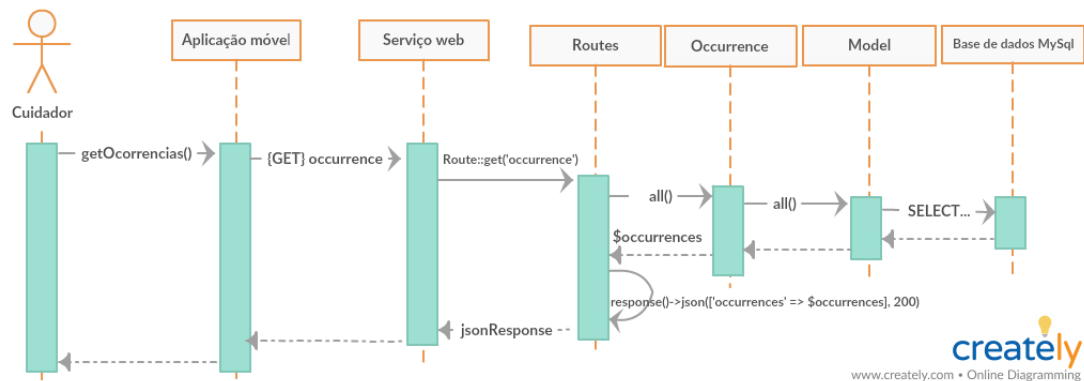 Cuidador
Aplicação móvel
Serviço web
Routes
Occurrence
Model
Base de dados MySql
getOcorrencias()
{GET} occurrence
Route::get('occurrence')
all()
all()
SELECT...
$occurrences
response()->json(['occurrences' => $occurrences], 200)
jsonResponse
creately
www.creately.com • Online Diagramming